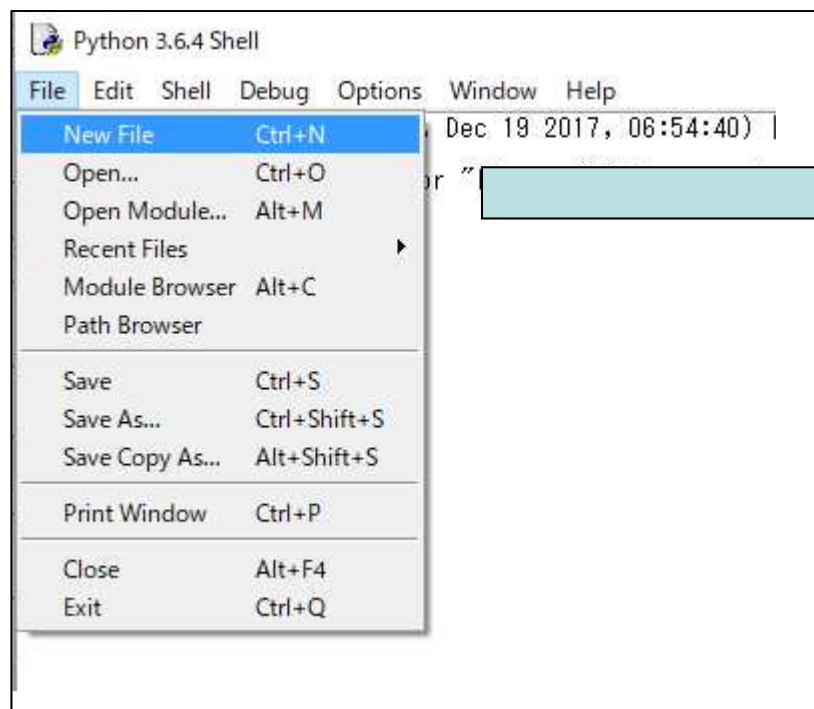 Python 3.6.4 Shell
File Edit Shell Debug Options Window Help
New File Ctrl+N
Dec 19 2017, 06:54:40) [
Open... Ctrl+O
Open Module... Alt+M
Recent Files
Module Browser Alt+C
Path Browser
Save Ctrl+S
Save As... Ctrl+Shift+S
Save Copy As... Alt+Shift+S
Print Window Ctrl+P
Close Alt+F4
Exit Ctrl+Q